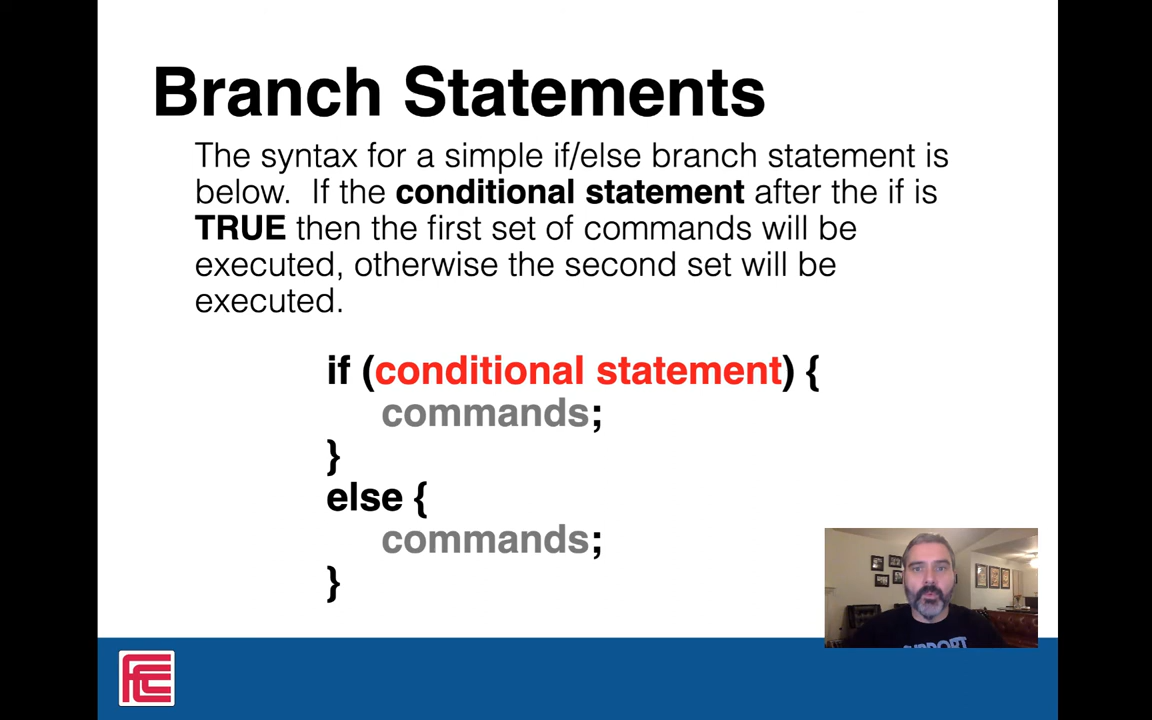 Branch Statements
The syntax for a simple if/else branch statement is
below. If the conditional statement after the if is
TRUE then the first set of commands will be
executed, otherwise the second set will be
executed.
if (conditional statement) {
commands;
}
else {
commands;
}
SUPPORT
FCC